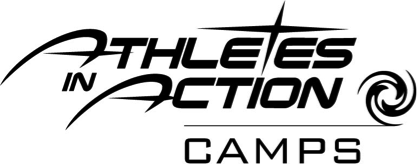 ATHLETES
IN ACTION
CAMPS